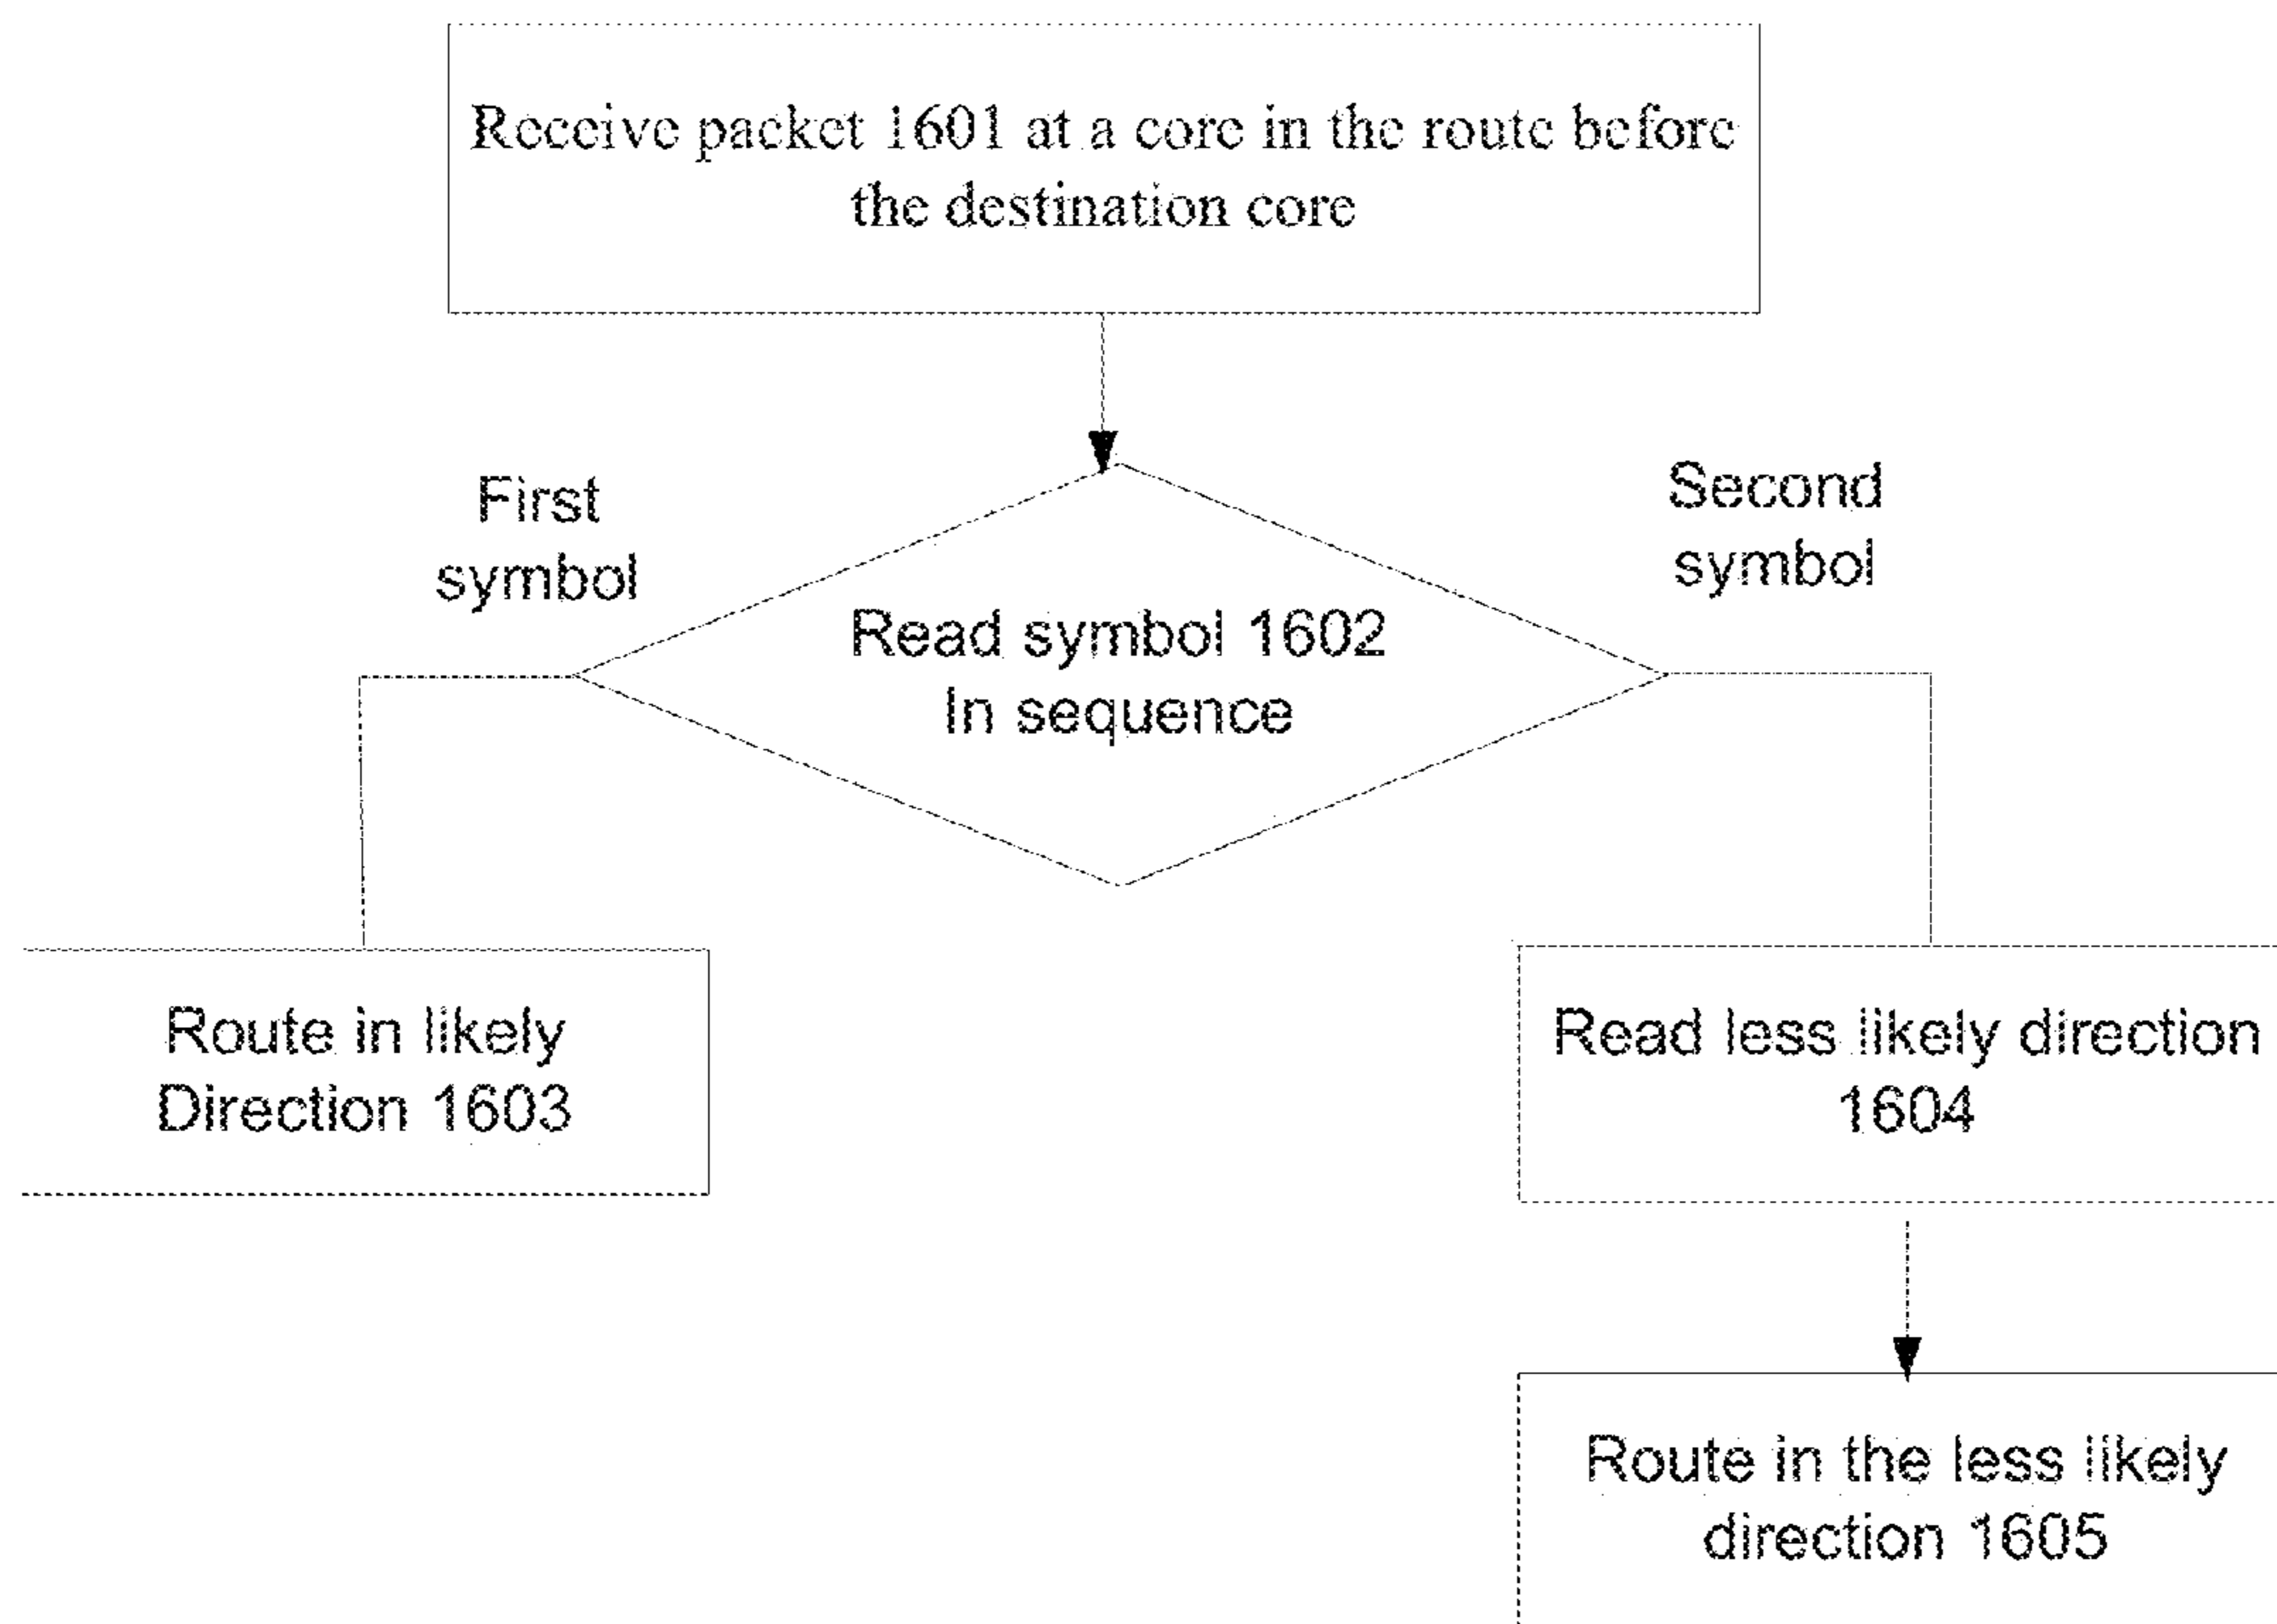 Receive packet 1601 at a core in the route before
the destination core
First
symbol
Second
symbol
Read symbol 1602
In sequence
Route in likely
Direction 1603
Read less likely direction
1604
Route in the less likely
direction 1605